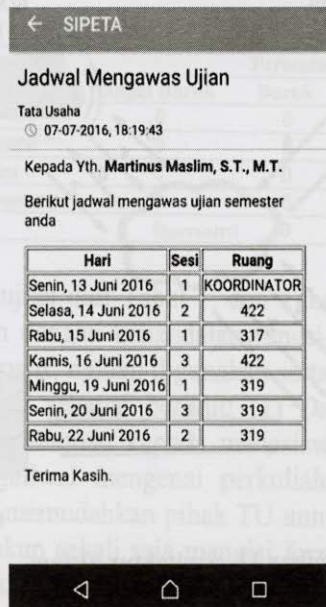 SIPETA
Jadwal Mengawas Ujian
Tata Usaha
07-07-2016, 18:19:43
Kepada Yth. Martinus Maslim, S.T., M.T.
Berikut jadwal mengawas ujian semester
anda
Hari Sesi Ruang
Senin, 13 Juni 2016 1 KOORDINATOR
Selasa, 14 Juni 2016 2 422
Rabu, 15 Juni 2016 1 317
Kamis, 16 Juni 2016 3 422
Minggu, 19 Juni 2016 1 319
Senin, 20 Juni 2016 3 319
Rabu, 22 Juni 2016 2 319
Terima Kasih.